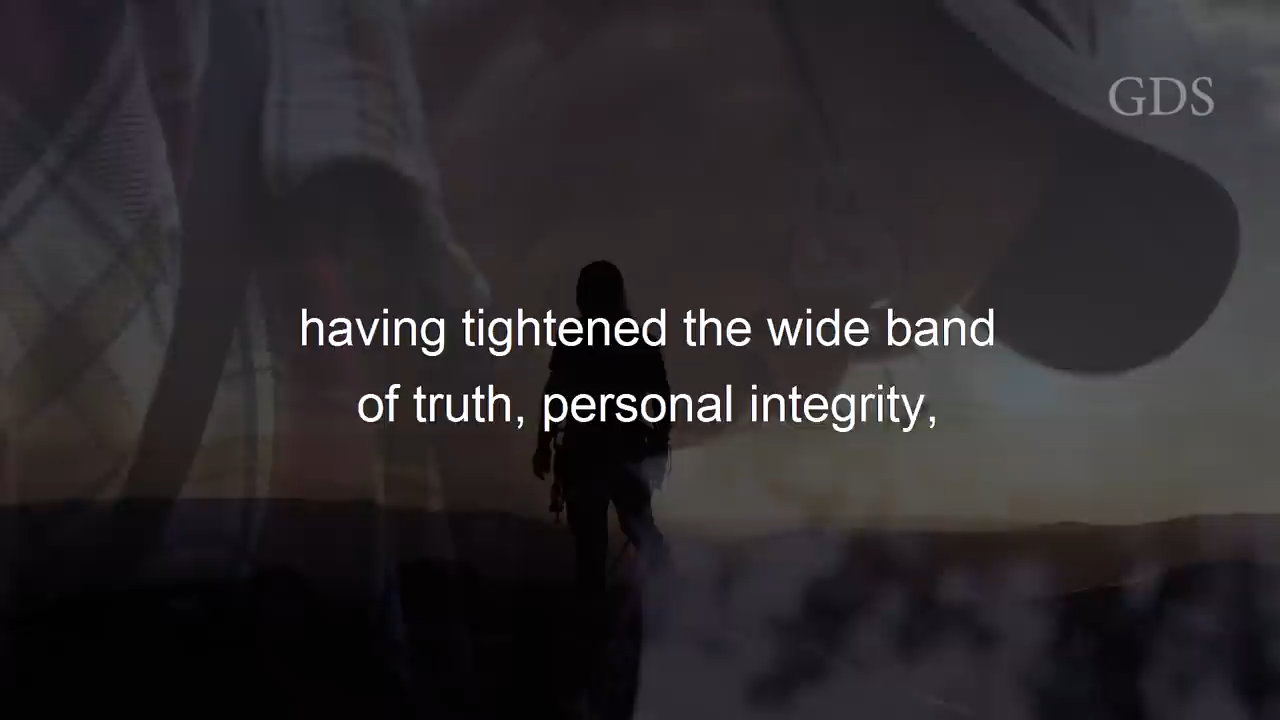 GDS
having tightened the wide band
of truth, personal integrity,